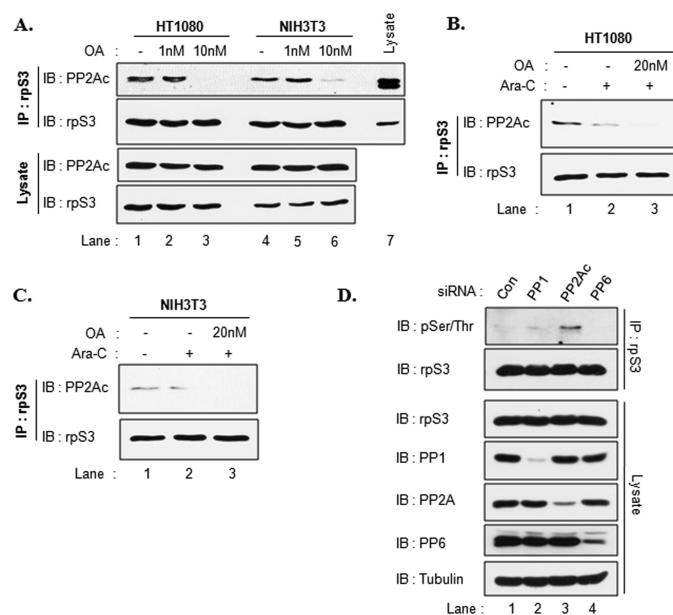 A.
HT1080 NIH3T3
OA : - 1nM 10nM - 1nM 10nM Lysate
IP : rpS3
IB : PP2Ac
IB : rpS3
Lysate
IB : PP2Ac
IB : rpS3
Lane : 1 2 3 4 5 6 7
B.
HT1080
OA : - - 20nM
Ara-C : - + +
IP : rpS3
IB : PP2Ac
IB : rpS3
Lane : 1 2 3
C.
NIH3T3
OA : - - 20nM
Ara-C : - + +
IP : rpS3
IB : PP2Ac
IB : rpS3
Lane : 1 2 3
D.
siRNA : Con PP1 PP2Ac PP6
IB : pSer/Thr
IB : rpS3
IP : rpS3
IB : rpS3
IB : PP1
IB : PP2A
IB : PP6
IB : Tubulin
Lysate
Lane : 1 2 3 4